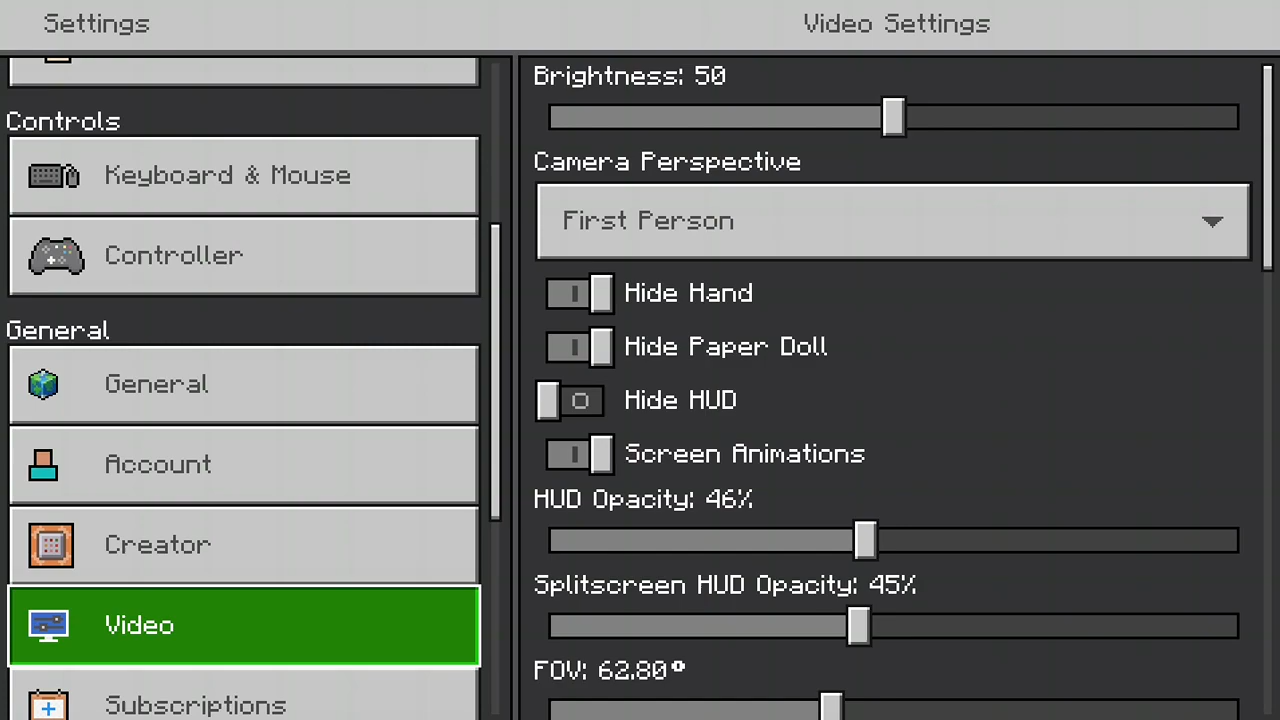 Settings
Video Settings
Controls
Keyboard & Mouse
Controller
General
General
Account
Creator
Video
Subscriptions
Brightness: 50
Camera Perspective
First Person
Hide Hand
Hide Paper Doll
Hide HUD
Screen Animations
HUD Opacity: 46%
Splitscreen HUD Opacity: 45%
FOV: 62.80°